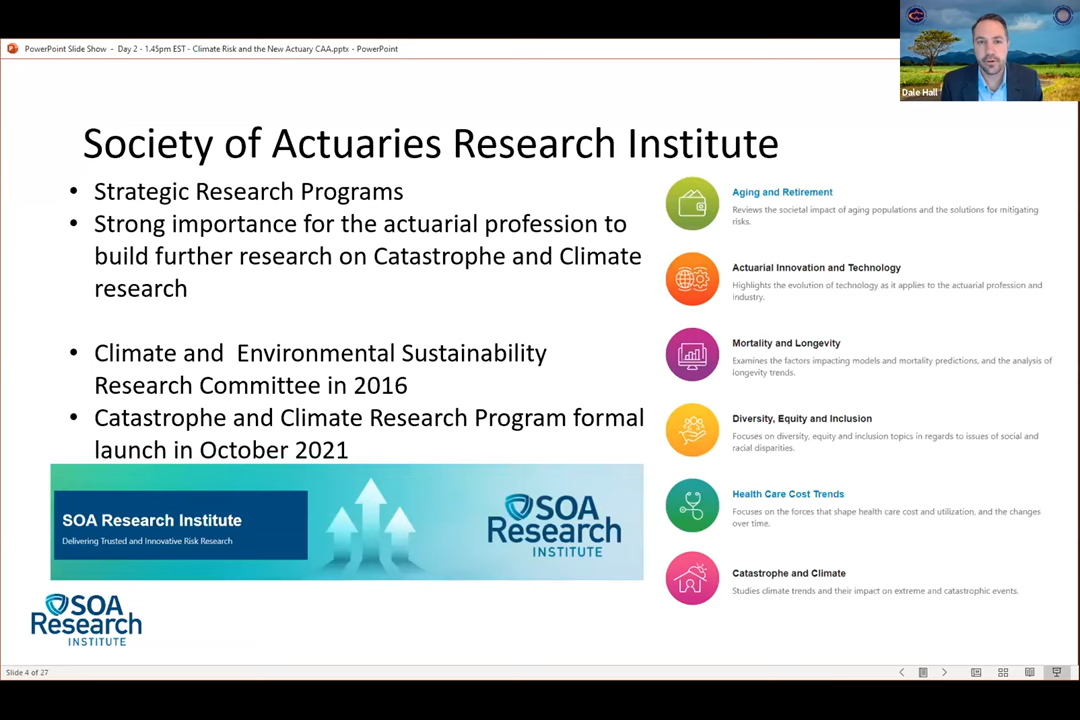 PowerPoint Slide Show - Day 2 - 1.45pm EST - Climate Risk and the New Actuary CAA.pptx - PowerPoint
Dale Hall
Society of Actuaries Research Institute
• Strategic Research Programs
• Strong importance for the actuarial profession to
build further research on Catastrophe and Climate
research
• Climate and Environmental Sustainability
Research Committee in 2016
• Catastrophe and Climate Research Program formal
launch in October 2021
SOA Research Institute
Delivering Trusted and Innovative Risk Research
SOA
Research
INSTITUTE
SOA
Research
INSTITUTE
Aging and Retirement
Reviews the societal impact of aging populations and the solutions for mitigating
risks.
Actuarial Innovation and Technology
Highlights the evolution of technology as it applies to the actuarial profession and
industry.
Mortality and Longevity
Examines the factors impacting models and mortality predictions, and the analysis of
longevity trends.
Diversity, Equity and Inclusion
Focuses on diversity, equity and inclusion topics in regards to issues of social and
racial disparities.
Health Care Cost Trends
Focuses on the forces that shape health care cost and utilization, and the changes
over time.
Catastrophe and Climate
Studies climate trends and their impact on extreme and catastrophic events.
Slide 4 of 27